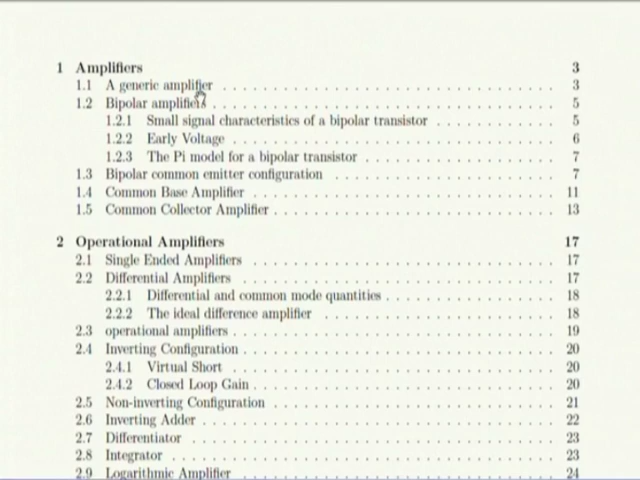 1 Amplifiers 3
1.1 A generic amplifier . . . . . . . . . . . . . . . . . . . . . . . . . . . . 3
1.2 Bipolar amplifiers . . . . . . . . . . . . . . . . . . . . . . . . . . . . 5
1.2.1 Small signal characteristics of a bipolar transistor . . . . . . . . . . 5
1.2.2 Early Voltage . . . . . . . . . . . . . . . . . . . . . . . . . . . 6
1.2.3 The Pi model for a bipolar transistor . . . . . . . . . . . . . . . 7
1.3 Bipolar common emitter configuration . . . . . . . . . . . . . . . . . 7
1.4 Common Base Amplifier . . . . . . . . . . . . . . . . . . . . . . . . . 11
1.5 Common Collector Amplifier . . . . . . . . . . . . . . . . . . . . . . . 13
2 Operational Amplifiers 17
2.1 Single Ended Amplifiers . . . . . . . . . . . . . . . . . . . . . . . . . 17
2.2 Differential Amplifiers . . . . . . . . . . . . . . . . . . . . . . . . . . 17
2.2.1 Differential and common mode quantities . . . . . . . . . . . . . 18
2.2.2 The ideal difference amplifier . . . . . . . . . . . . . . . . . . . 18
2.3 operational amplifiers . . . . . . . . . . . . . . . . . . . . . . . . . . 19
2.4 Inverting Configuration . . . . . . . . . . . . . . . . . . . . . . . . . 20
2.4.1 Virtual Short . . . . . . . . . . . . . . . . . . . . . . . . . . . 20
2.4.2 Closed Loop Gain . . . . . . . . . . . . . . . . . . . . . . . . . 20
2.5 Non-inverting Configuration . . . . . . . . . . . . . . . . . . . . . . . 21
2.6 Inverting Adder . . . . . . . . . . . . . . . . . . . . . . . . . . . . . 22
2.7 Differentiator . . . . . . . . . . . . . . . . . . . . . . . . . . . . . . 23
2.8 Integrator . . . . . . . . . . . . . . . . . . . . . . . . . . . . . . . . 23
2.9 Logarithmic Amplifier . . . . . . . . . . . . . . . . . . . . . . . . . . 24